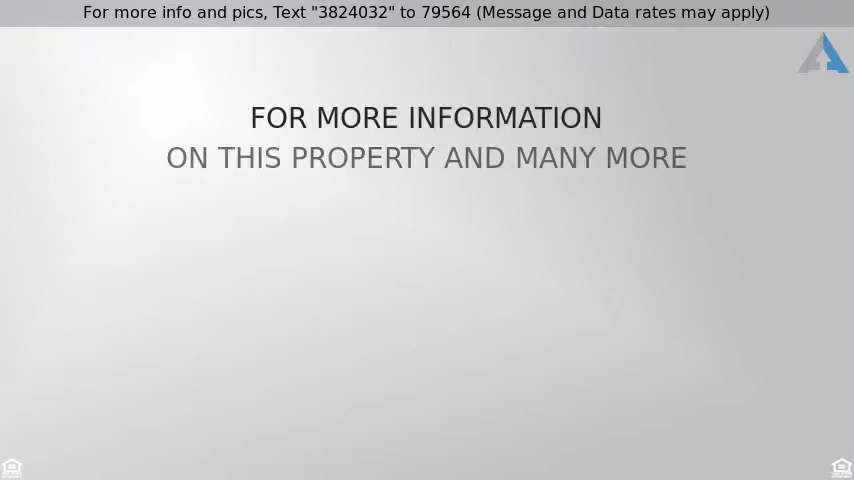 For more info and pics, Text "3824032" to 79564 (Message and Data rates may apply)
FOR MORE INFORMATION
ON THIS PROPERTY AND MANY MORE